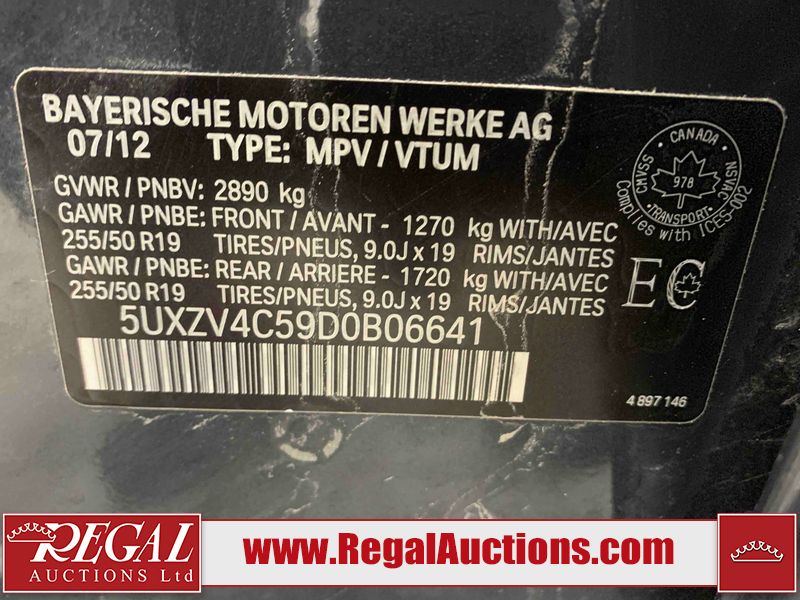 BAYERISCHE MOTOREN WERKE AG
07/12 TYPE: MPV / VTUM
GVWR / PNBV: 2890 kg
GAWR / PNBE: FRONT / AVANT - 1270 kg WITH/AVEC
255/50 R19 TIRES/PNEUS, 9.0J x 19 RIMS/JANTES
GAWR / PNBE: REAR / ARRIERE - 1720 kg WITH/AVEC
255/50 R19 TIRES/PNEUS, 9.0J x 19 RIMS/JANTES
5UXZV4C59D0B06641
CANADA
CMVSS
NSVAC
978
TRANSPORT
Complies with ICES-002
EC
4 897 146
REGAL
AUCTIONS Ltd
www.RegalAuctions.com